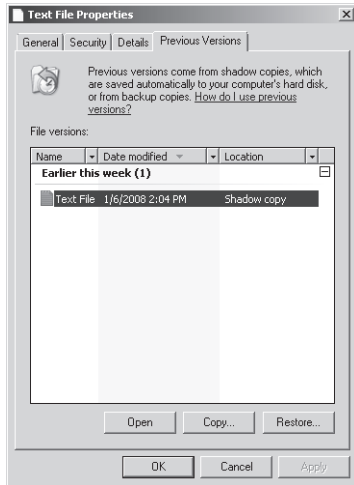 Text File Properties
General Security Details Previous Versions
Previous versions come from shadow copies, which
are saved automatically to your computer's hard disk,
or from backup copies. How do I use previous
versions?
File versions:
Name Date modified Location
Earlier this week (1)
Text File 1/6/2008 2:04 PM Shadow copy
Open Copy... Restore...
OK Cancel Apply